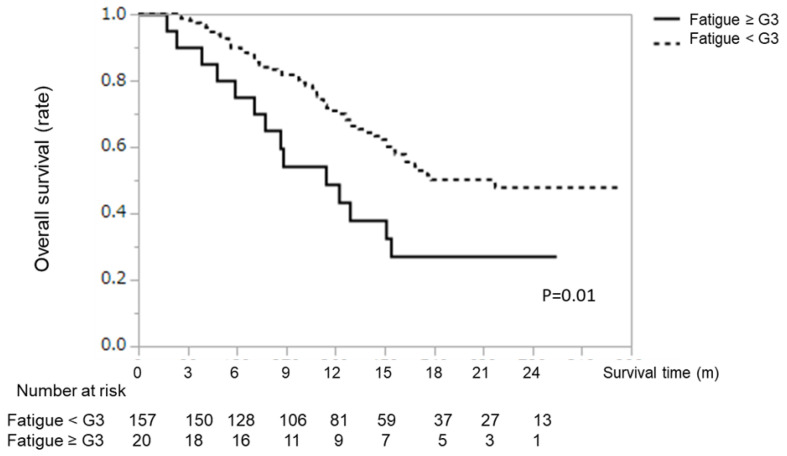 Fatigue ≥ G3
Fatigue < G3
1.0
0.8
0.6
0.4
0.2
0.0
Overall survival (rate)
P=0.01
0 3 6 9 12 15 18 21 24 Survival time (m)
Number at risk
Fatigue < G3 157 150 128 106 81 59 37 27 13
Fatigue ≥ G3 20 18 16 11 9 7 5 3 1